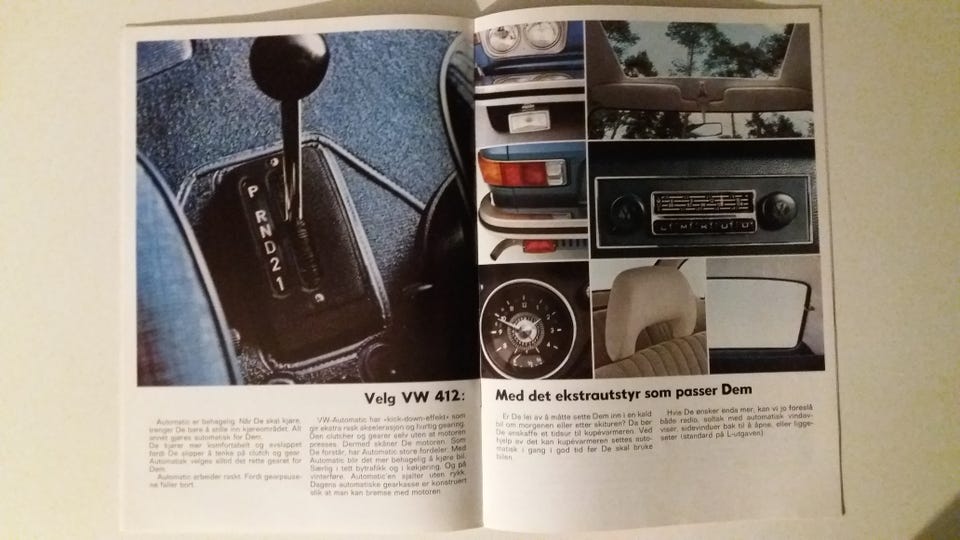 P
R
N
D
2
1
L M K U U
Velg VW 412:
Med det ekstrautstyr som passer Dem
Automatic er behagelig. Når De skal kjøre,
trenger De bare å stille inn kjøreområdet. Alt
annet gjøres automatisk for Dem.
De kjører mer komfortabelt og avslappet
fordi De slipper å tenke på clutch og gear.
Automatisk velges alltid det rette gearet for
Dem.
Automatic arbeider raskt. Fordi gearpause-
ne faller bort.
VW-Automatic har «kick-down-effekt» som
gir ekstra rask akselerasjon og hurtig gearing.
Den clutcher og gearer selv uten at motoren
presses. Dermed skåner De motoren. Som
De forstår, har Automatic store fordeler. Med
Automatic blir det mer behagelig å kjøre bil.
Særlig i tett bytrafikk og i køkjøring. Og på
vinterføre. Automatic'en sjalter uten rykk.
Dagens automatiske gearkasse er konstruert
slik at man kan bremse med motoren.
Er De lei av å måtte sette Dem inn i en kald
bil om morgenen eller etter skituren? Da bør
De anskaffe et tidsur til kupévarmeren. Ved
hjelp av det kan kupévarmeren settes auto-
matisk i gang i god tid før De skal bruke
bilen.
Hvis De ønsker enda mer, kan vi jo foreslå
både radio, soltak med automatisk vindav-
viser, sidevinduer bak til å åpne, eller ligge-
seter (standard på L-utgaven).